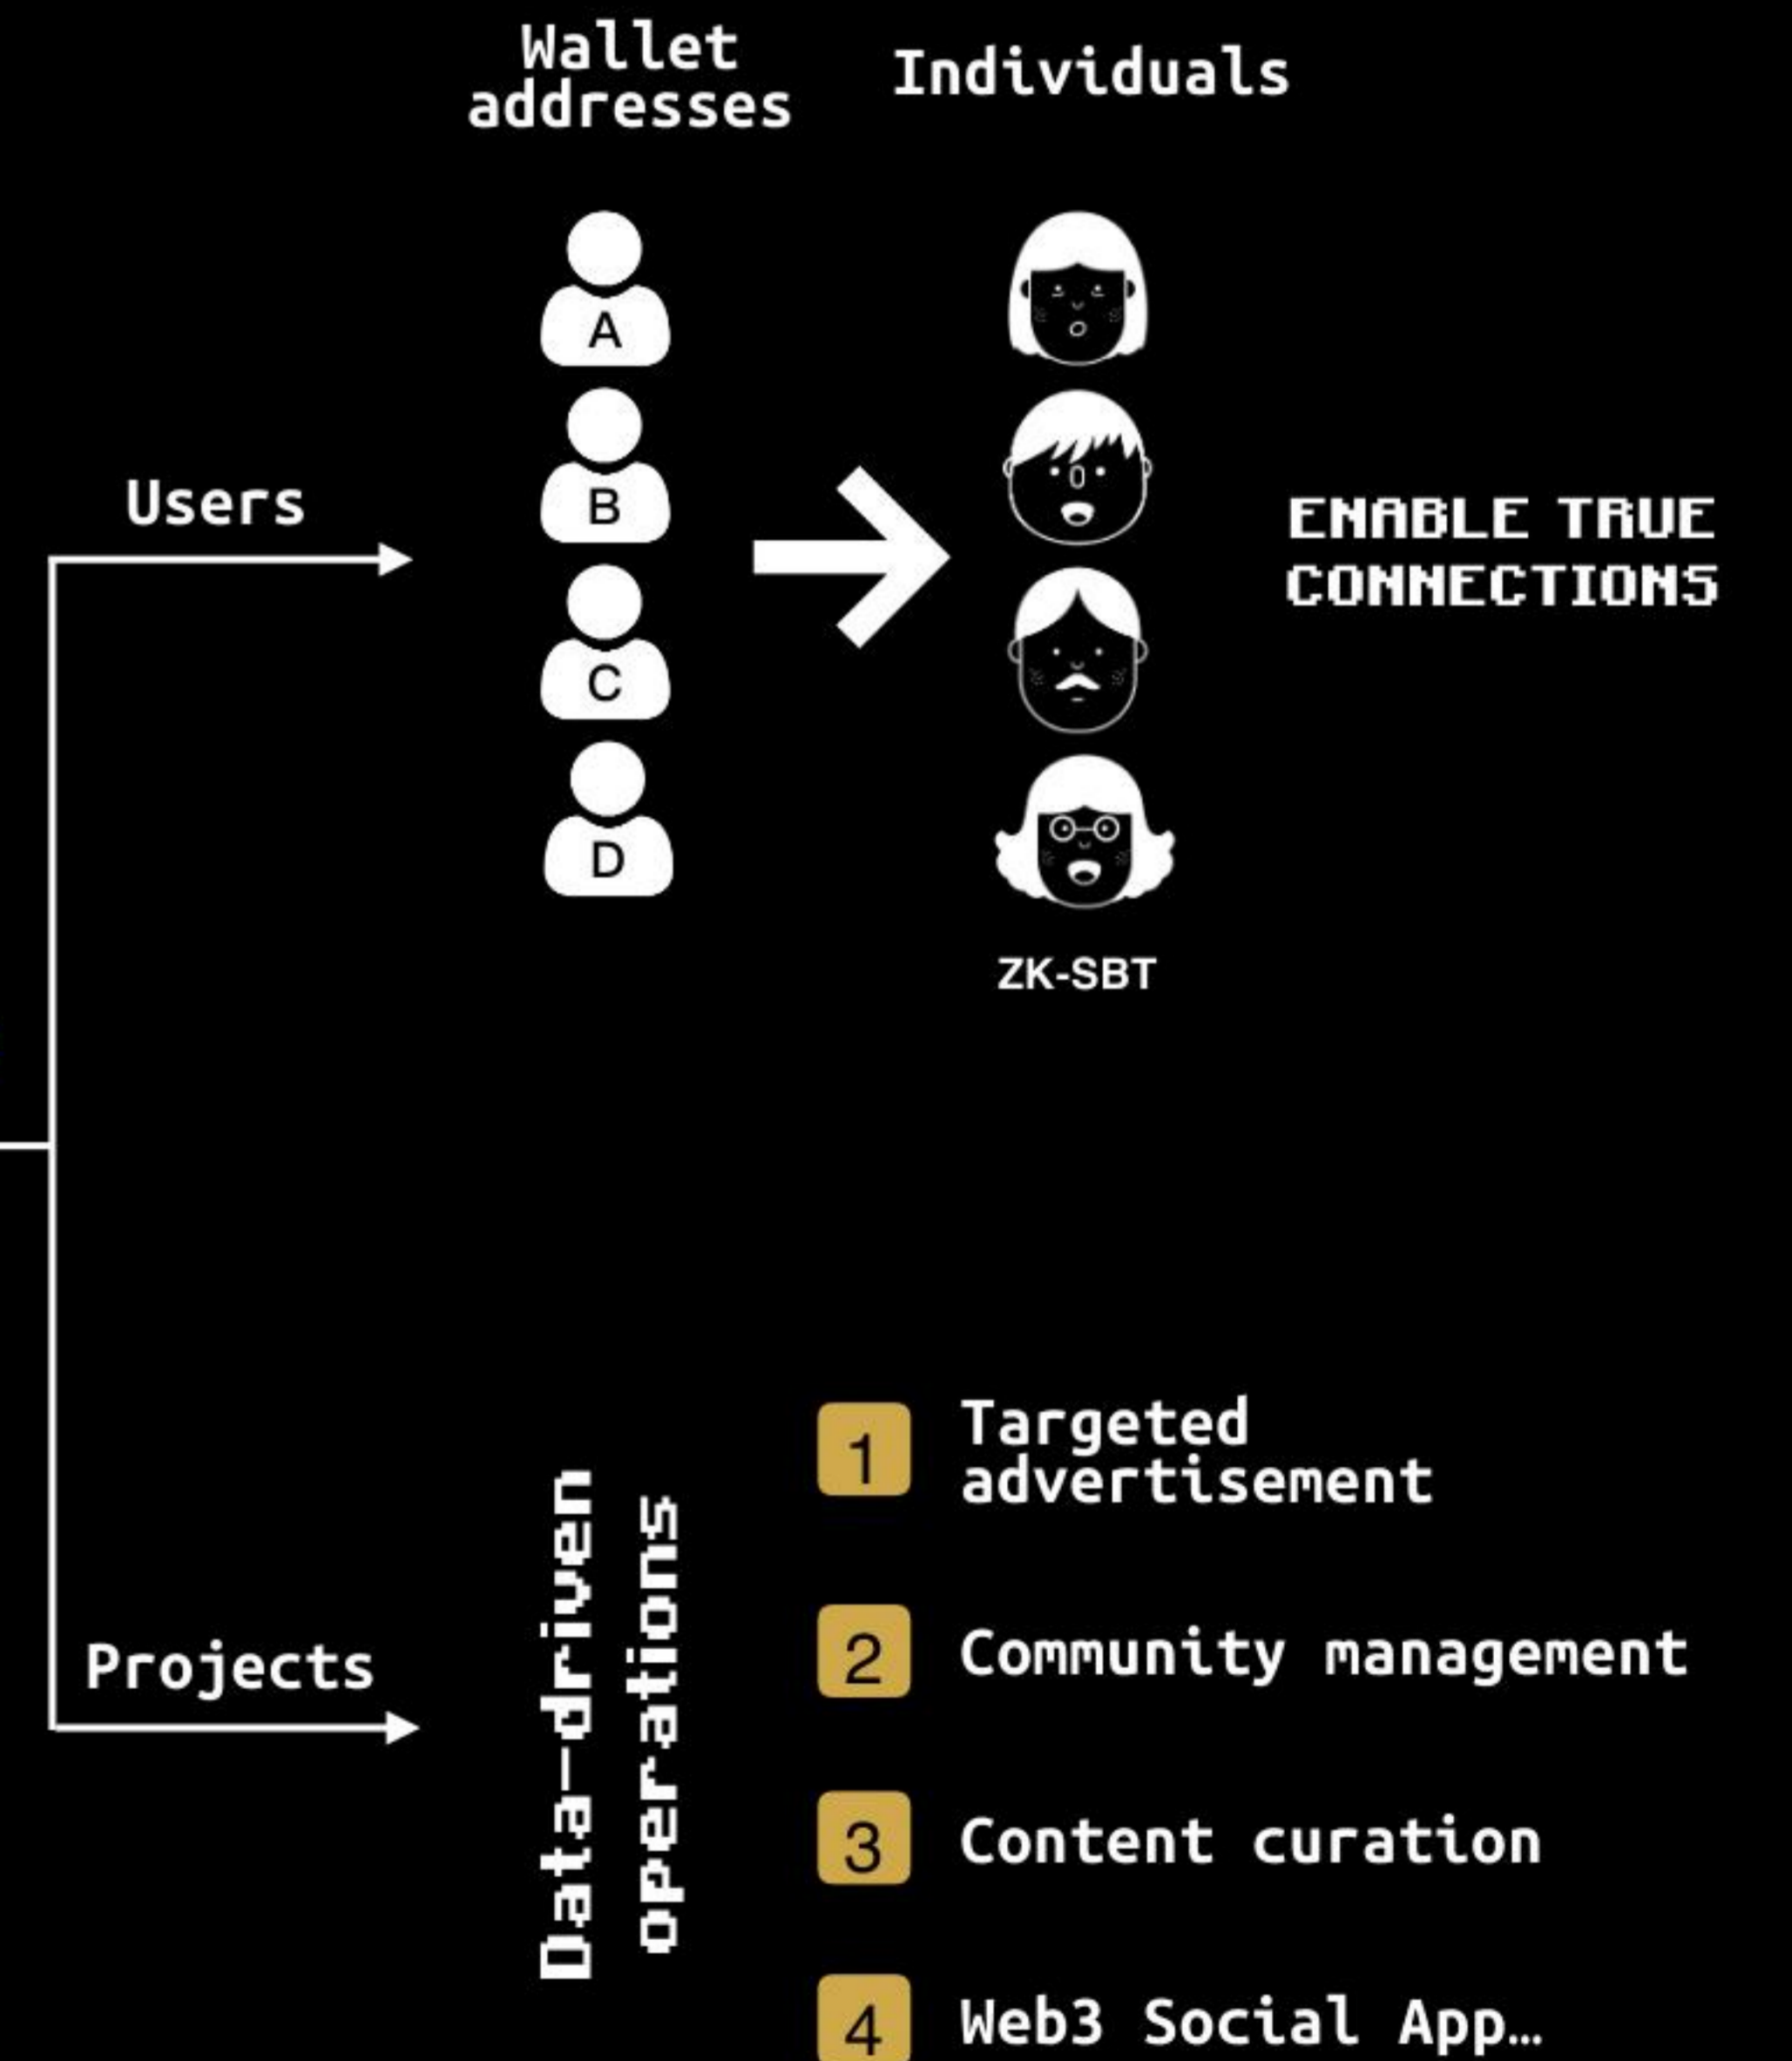 Wallet
addresses
Individuals
A
B
C
D
Users
ENABLE TRUE
CONNECTIONS
ZK-SBT
Projects
Data-driven
operations
1
Targeted
advertisement
2
Community management
3
Content curation
4
Web3 Social App…